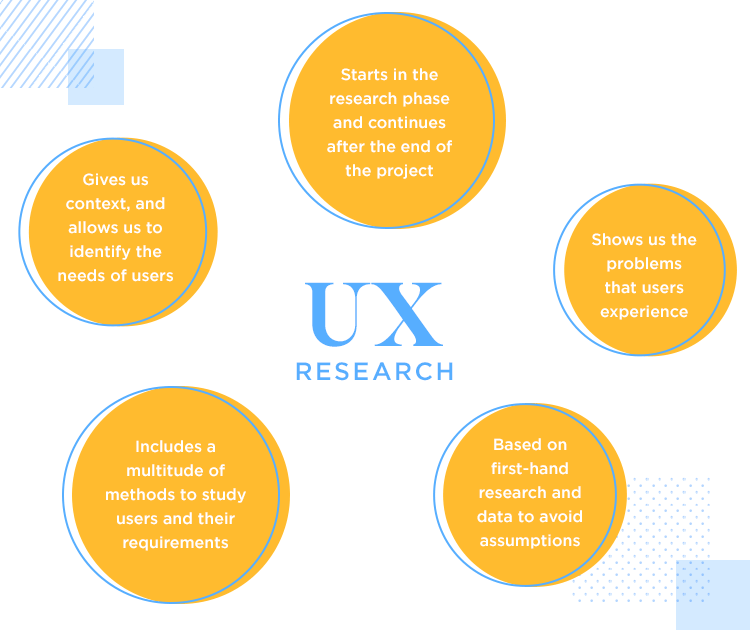 Starts in the
research phase
and continues
after the end of
the project
Gives us
context, and
allows us to
identify the
needs of users
Shows us the
problems
that users
experience
UX
RESEARCH
Includes a
multitude of
methods to study
users and their
requirements
Based on
first-hand
research and
data to avoid
assumptions